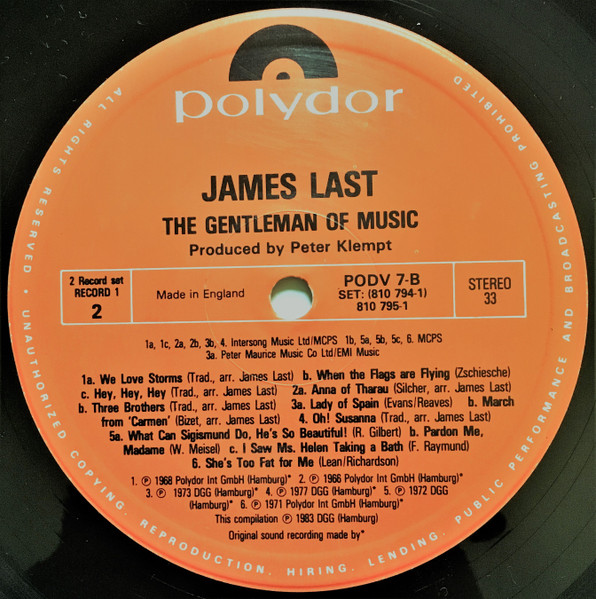 polydor
JAMES LAST
THE GENTLEMAN OF MUSIC
Produced by Peter Klempt
2 Record set
RECORD 1
2
Made in England
PODV 7-B
SET: (810 794-1)
810 795-1
STEREO
33
1a, 1c, 2a, 2b, 3b, 4. Intersong Music Ltd/MCPS 1b, 5a, 5b, 5c, 6. MCPS
3a. Peter Maurice Music Co Ltd/EMI Music
1a. We Love Storms (Trad., arr. James Last) b. When the Flags are Flying (Zschiesche)
c. Hey, Hey, Hey (Trad., arr. James Last) 2a. Anna of Tharau (Silcher, arr. James Last)
b. Three Brothers (Trad., arr. James Last) 3a. Lady of Spain (Evans/Reaves) b. March
from 'Carmen' (Bizet, arr. James Last) 4. Oh! Susanna (Trad., arr. James Last)
5a. What Can Sigismund Do, He's So Beautiful! (R. Gilbert) b. Pardon Me,
Madame (W. Meisel) c. I Saw Ms. Helen Taking a Bath (F. Raymund)
6. She's Too Fat for Me (Lean/Richardson)
1. ℗ 1968 Polydor Int GmbH (Hamburg)* 2. ℗ 1966 Polydor Int GmbH (Hamburg)*
3. ℗ 1973 DGG (Hamburg)* 4. ℗ 1977 DGG (Hamburg)* 5. ℗ 1972 DGG
(Hamburg)* 6. ℗ 1971 Polydor Int GmbH (Hamburg)*
This compilation ℗ 1983 DGG (Hamburg)
Original sound recording made by*
ALL RIGHTS RESERVED • UNAUTHORIZED COPYING, REPRODUCTION, HIRING, LENDING, PUBLIC PERFORMANCE AND BROADCASTING PROHIBITED